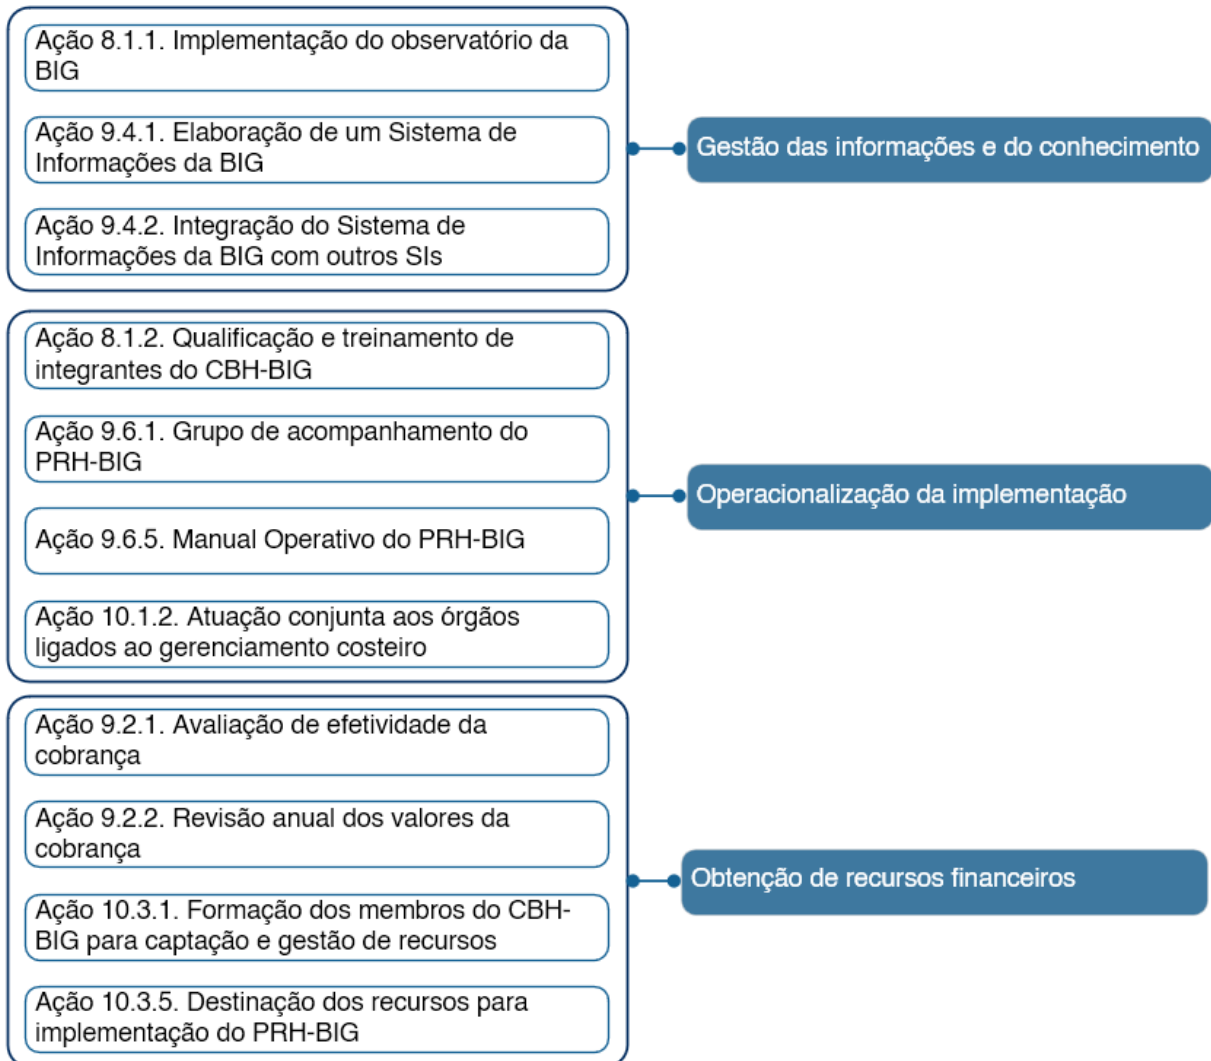 Ação 8.1.1. Implementação do observatório da
BIG
Ação 9.4.1. Elaboração de um Sistema de
Informações da BIG
Ação 9.4.2. Integração do Sistema de
Informações da BIG com outros SIs
Gestão das informações e do conhecimento
Ação 8.1.2. Qualificação e treinamento de
integrantes do CBH-BIG
Ação 9.6.1. Grupo de acompanhamento do
PRH-BIG
Ação 9.6.5. Manual Operativo do PRH-BIG
Ação 10.1.2. Atuação conjunta aos órgãos
ligados ao gerenciamento costeiro
Operacionalização da implementação
Ação 9.2.1. Avaliação de efetividade da
cobrança
Ação 9.2.2. Revisão anual dos valores da
cobrança
Ação 10.3.1. Formação dos membros do CBH-
BIG para captação e gestão de recursos
Ação 10.3.5. Destinação dos recursos para
implementação do PRH-BIG
Obtenção de recursos financeiros